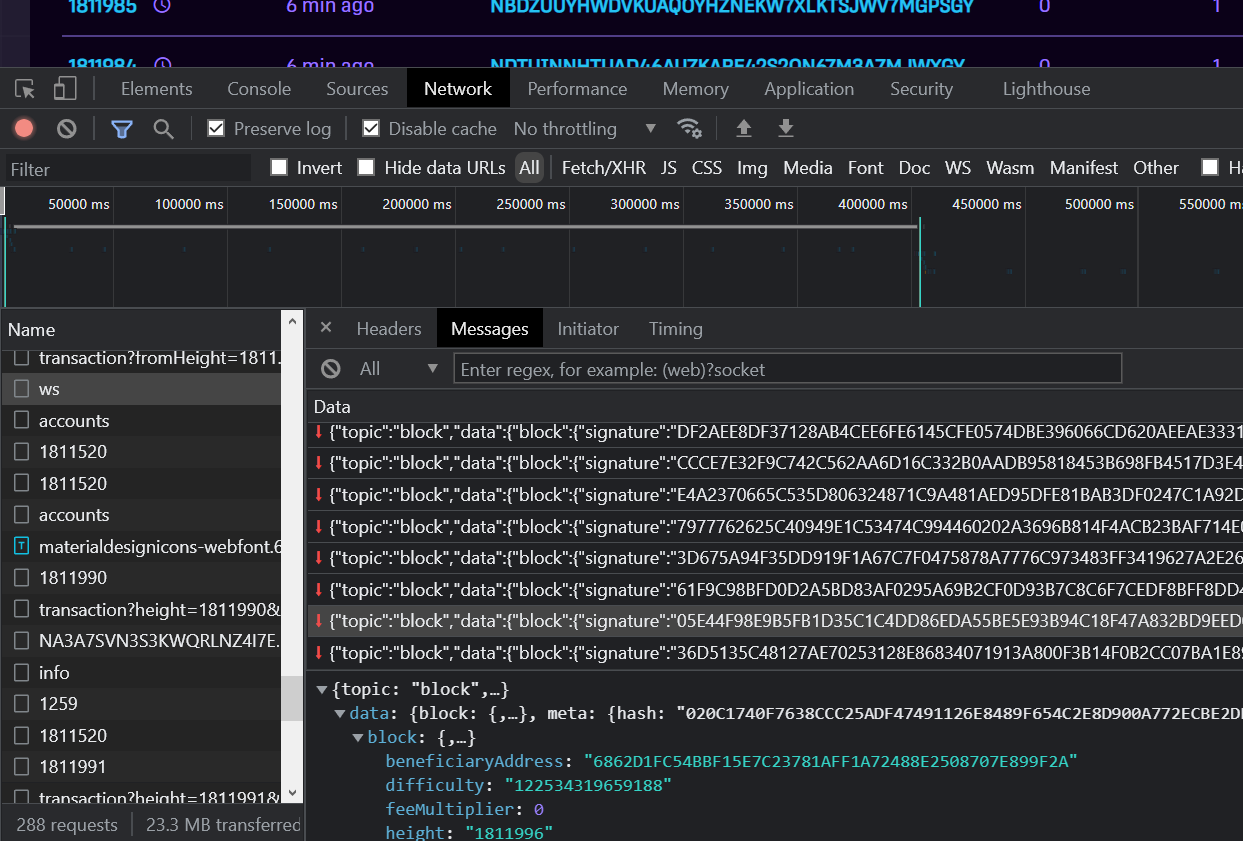 1811985 6 min ago NBDZUUYHWDVKUAQOYHZNEKW7XLKTSJWV7MGPSGY 0 1
1811984 6 min ago 0 1
Elements Console Sources Network Performance Memory Application Security Lighthouse
Preserve log Disable cache No throttling
Filter Invert Hide data URLs All Fetch/XHR JS CSS Img Media Font Doc WS Wasm Manifest Other Ha
50000 ms 100000 ms 150000 ms 200000 ms 250000 ms 300000 ms 350000 ms 400000 ms 450000 ms 500000 ms 550000 ms
Name
transaction?fromHeight=1811.
ws
accounts
1811520
1811520
accounts
materialdesignicons-webfont.6
1811990
transaction?height=1811990&
NA3A7SVN3S3KWQRLNZ4I7E.
info
1259
1811520
1811991
transaction?height=1811991&
288 requests 23.3 MB transferred
Headers Messages Initiator Timing
All Enter regex, for example: (web)?socket
Data
{"topic":"block","data":{"block":{"signature":"DF2AEE8DF37128AB4CEE6FE6145CFE0574DBE396066CD620AEEAE3331
{"topic":"block","data":{"block":{"signature":"CCCE7E32F9C742C562AA6D16C332B0AADB95818453B698FB4517D3E4
{"topic":"block","data":{"block":{"signature":"E4A2370665C535D806324871C9A481AED95DFE81BAB3DF0247C1A92D
{"topic":"block","data":{"block":{"signature":"7977762625C40949E1C53474C994460202A3696B814F4ACB23BAF714E
{"topic":"block","data":{"block":{"signature":"3D675A94F35DD919F1A67C7F0475878A7776C973483FF3419627A2E26
{"topic":"block","data":{"block":{"signature":"61F9C98BFD0D2A5BD83AF0295A69B2CF0D93B7C8C6F7CEDF8BFF8DD4
{"topic":"block","data":{"block":{"signature":"05E44F98E9B5FB1D35C1C4DD86EDA55BE5E93B94C18F47A832BD9EED
{"topic":"block","data":{"block":{"signature":"36D5135C48127AE70253128E86834071913A800F3B14F0B2CC07BA1E89
{topic: "block",…}
data: {block: {,…}, meta: {hash: "020C1740F7638CCC25ADF47491126E8489F654C2E8D900A772ECBE2D
block: {,…}
beneficiaryAddress: "6862D1FC54BBF15E7C23781AFF1A72488E2508707E899F2A"
difficulty: "122534319659188"
feeMultiplier: 0
height: "1811996"